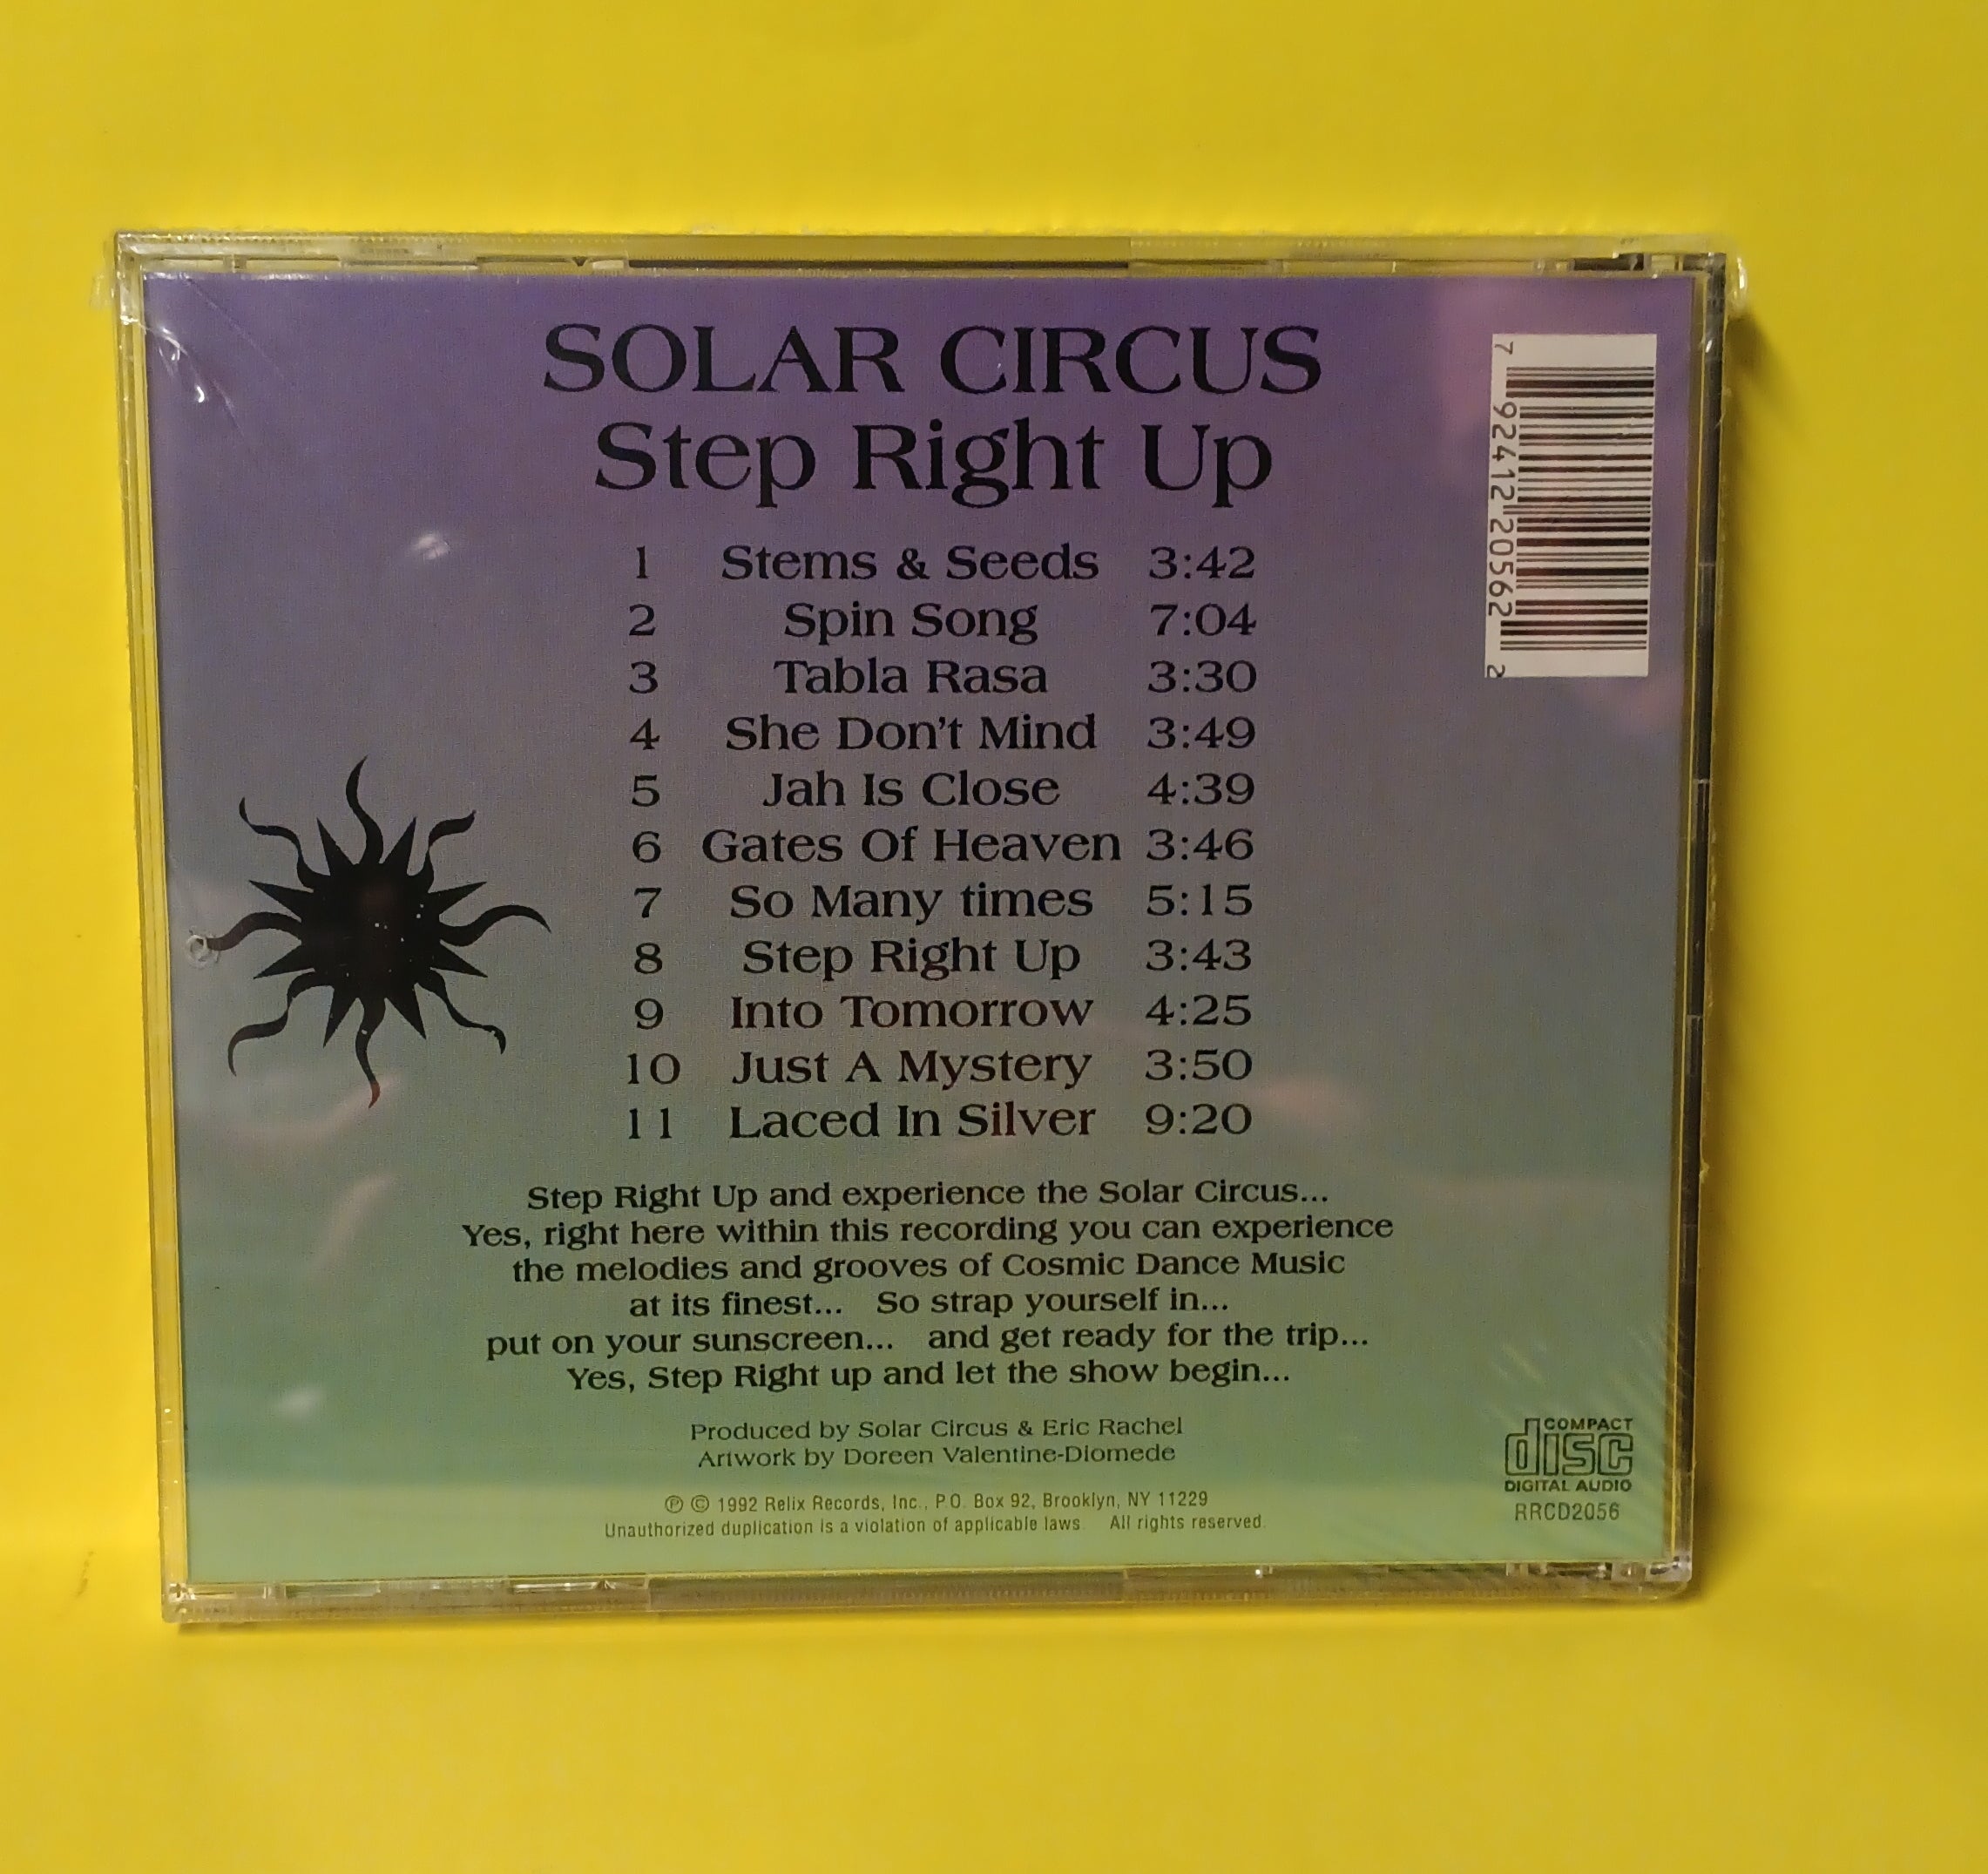 SOLAR CIRCUS
Step Right Up
1 Stems & Seeds 3:42
2 Spin Song 7:04
3 Tabla Rasa 3:30
4 She Don't Mind 3:49
5 Jah Is Close 4:39
6 Gates Of Heaven 3:46
7 So Many times 5:15
8 Step Right Up 3:43
9 Into Tomorrow 4:25
10 Just A Mystery 3:50
11 Laced In Silver 9:20
Step Right Up and experience the Solar Circus...
Yes, right here within this recording you can experience
the melodies and grooves of Cosmic Dance Music
at its finest... So strap yourself in...
put on your sunscreen... and get ready for the trip...
Yes, Step Right up and let the show begin...
Produced by Solar Circus & Eric Rachel
Artwork by Doreen Valentine-Diomede
℗ © 1992 Relix Records, Inc., P.O. Box 92, Brooklyn, NY 11229
Unauthorized duplication is a violation of applicable laws. All rights reserved.
7 92412 20562 2
COMPACT
disc
DIGITAL AUDIO
RRCD2056